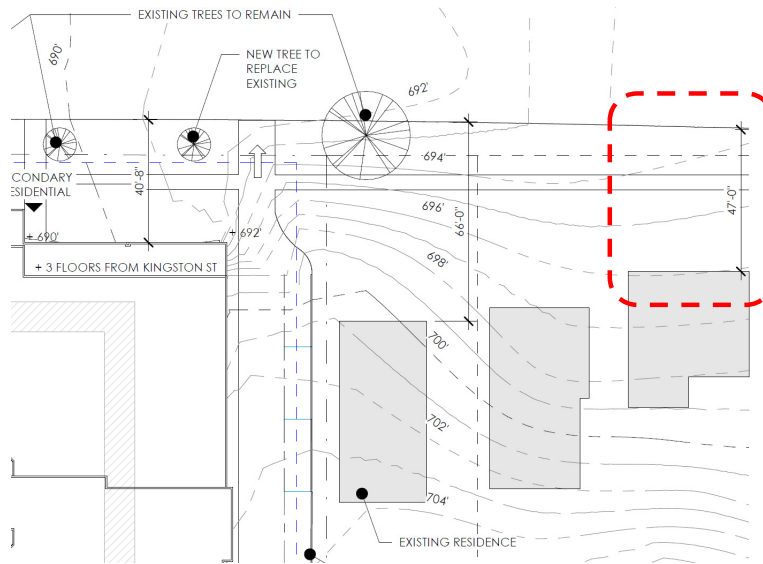 EXISTING TREES TO REMAIN
690'
NEW TREE TO
REPLACE
EXISTING
692'
694'
CONDARY
ESIDENTIAL
40'-8"
696'
66'-0"
47'-0"
+ 690'
+ 692'
698'
+ 3 FLOORS FROM KINGSTON ST
700'
702'
704'
EXISTING RESIDENCE